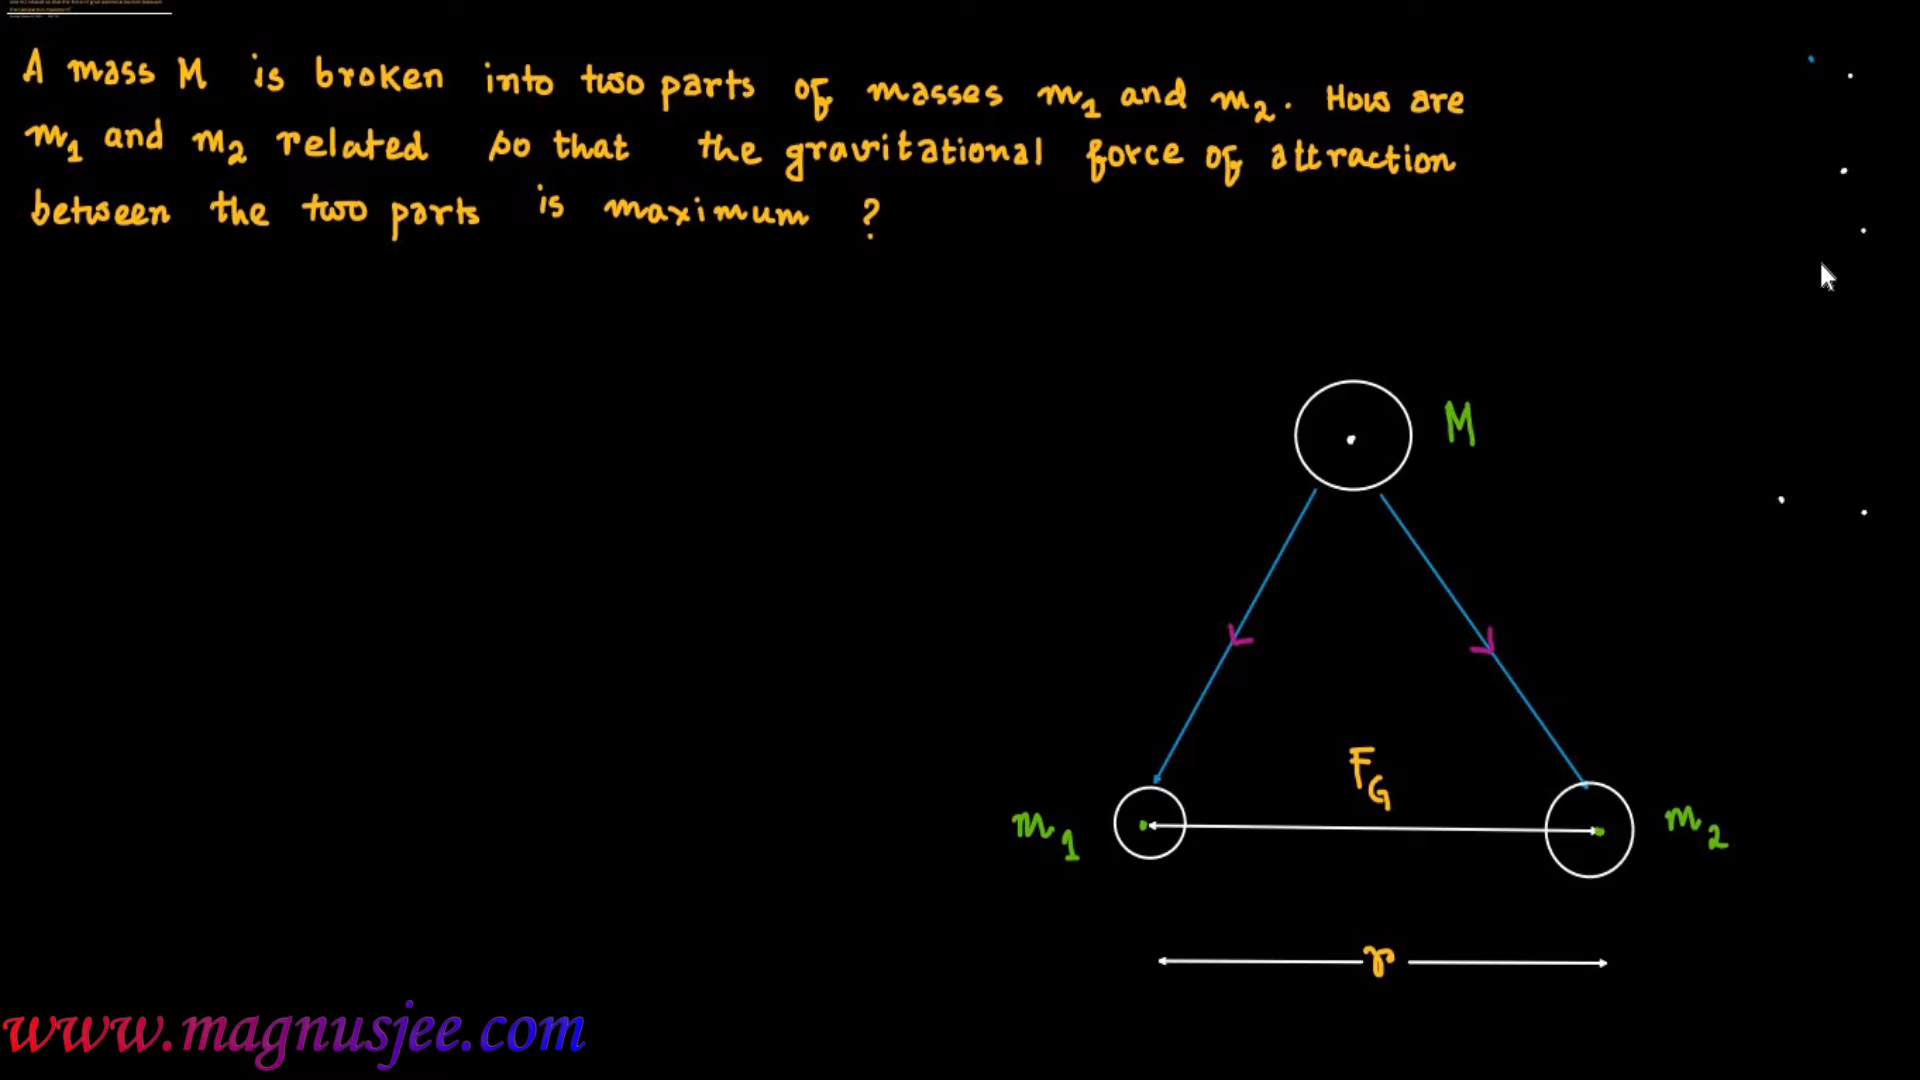 A mass M is broken into two parts of masses m1 and m2. How are
m1 and m2 related so that the gravitational force of attraction
between the two parts is maximum ?
M
FG
m1
m2
r
www.magnusjee.com